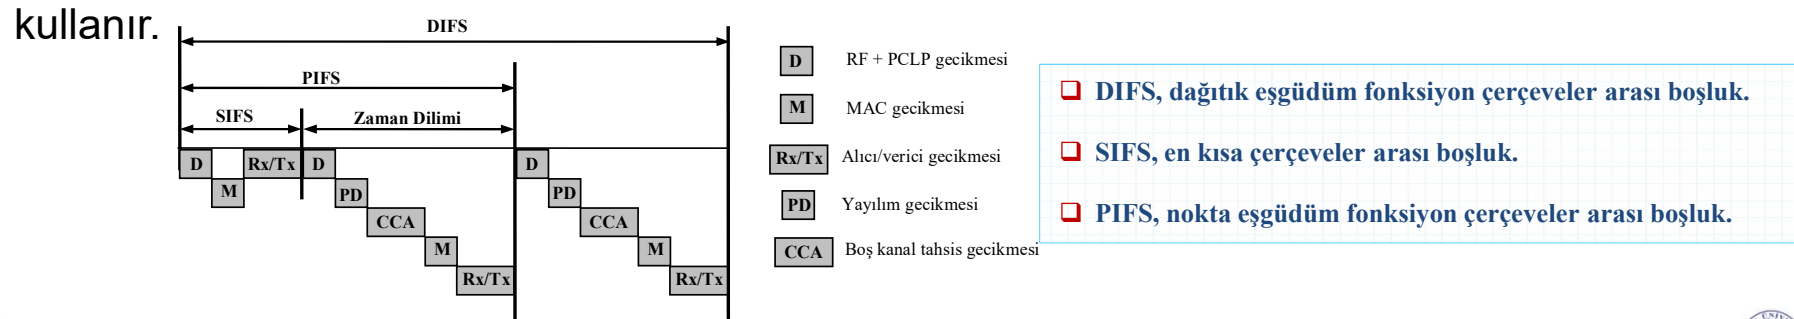 kullanır.
DIFS
PIFS
SIFS
Zaman Dilimi
D
Rx/Tx
D
D
M
PD
PD
CCA
CCA
M
M
Rx/Tx
Rx/Tx
D RF + PCLP gecikmesi
M MAC gecikmesi
Rx/Tx Alıcı/verici gecikmesi
PD Yayılım gecikmesi
CCA Boş kanal tahsis gecikmesi
DIFS, dağıtık eşgüdüm fonksiyon çerçeveler arası boşluk.
SIFS, en kısa çerçeveler arası boşluk.
PIFS, nokta eşgüdüm fonksiyon çerçeveler arası boşluk.